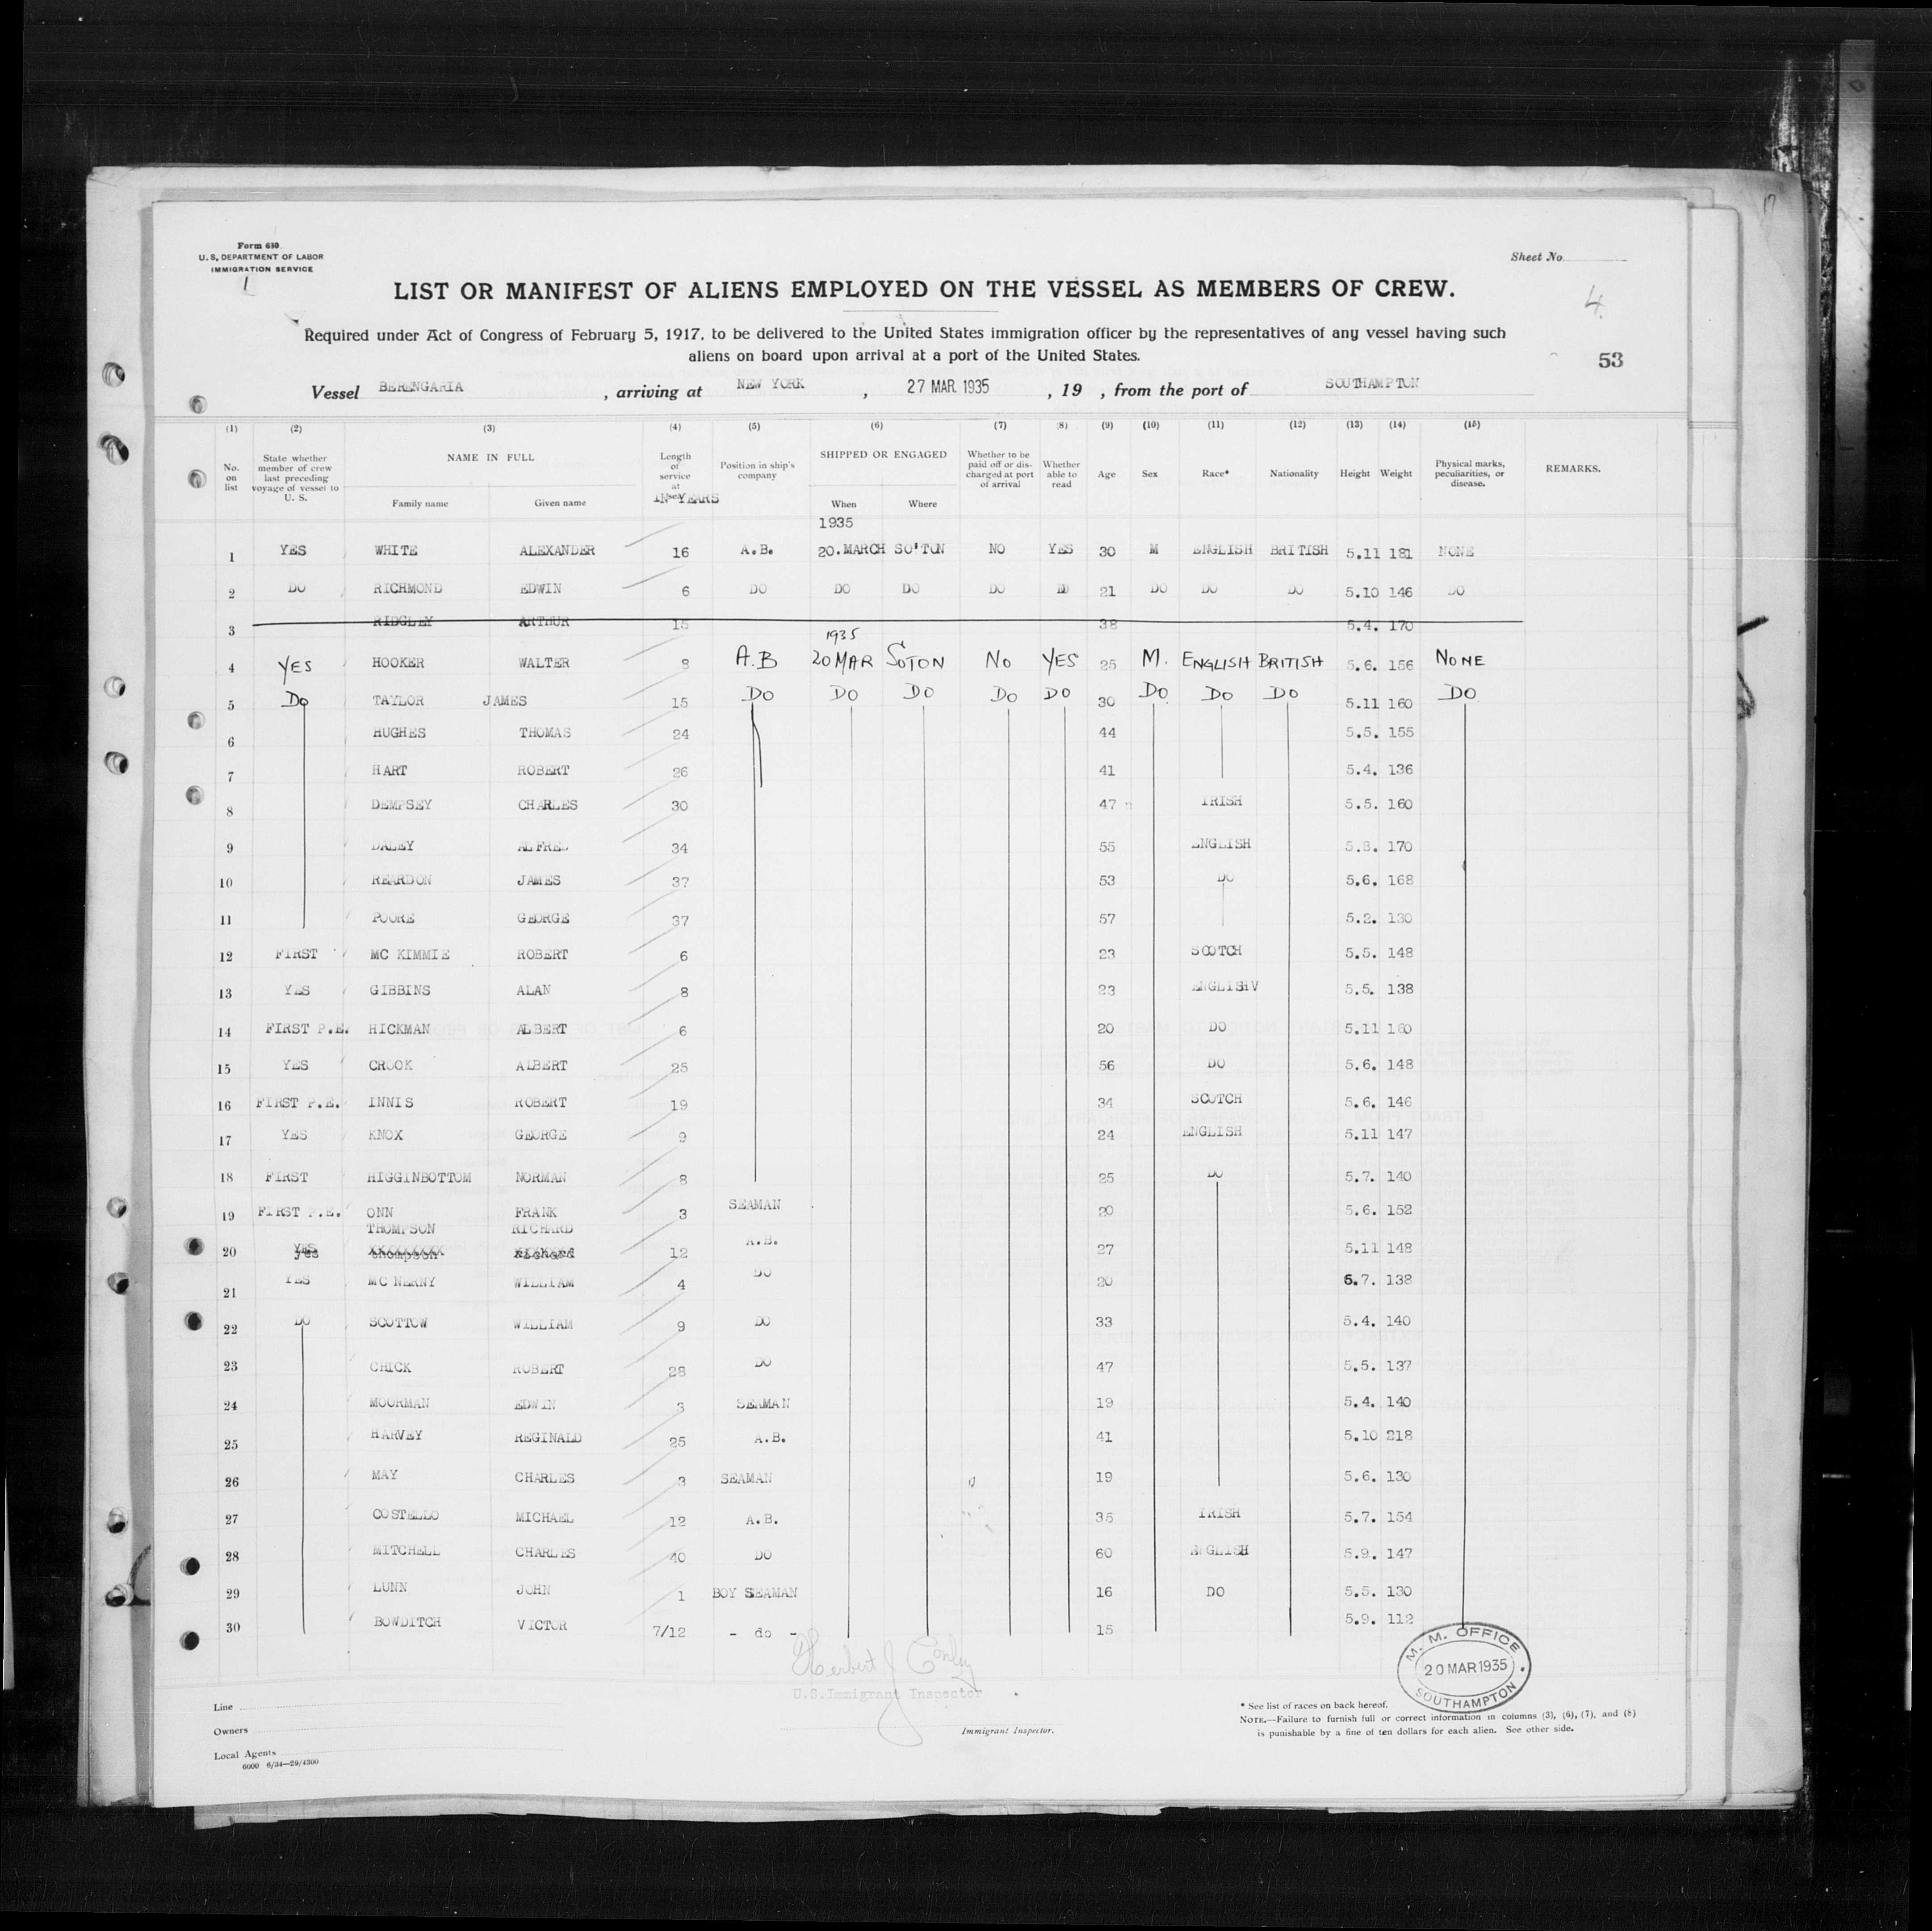 Form 680
U. S. DEPARTMENT OF LABOR
IMMIGRATION SERVICE
Sheet No
LIST OR MANIFEST OF ALIENS EMPLOYED ON THE VESSEL AS MEMBERS OF CREW.
4
Required under Act of Congress of February 5, 1917, to be delivered to the United States immigration officer by the representatives of any vessel having such
aliens on board upon arrival at a port of the United States.
53
Vessel BERENGARIA , arriving at NEW YORK , 27 MAR 1935 , 19 , from the port of SOUTHAMPTON
(1) (2) (3) (4) (5) (6) (7) (8) (9) (10) (11) (12) (13) (14) (15)
No. on list State whether member of crew last preceding voyage of vessel to U. S. NAME IN FULL Family name Given name Length of service at sea IN YEARS Position in ship's company SHIPPED OR ENGAGED When Where Whether to be paid off or discharged at port of arrival Whether able to read Age Sex Race* Nationality Height Weight Physical marks, peculiarities, or disease. REMARKS.
1935
1 YES WHITE ALEXANDER 16 A.B. 20.MARCH SO'TON NO YES 30 M ENGLISH BRITISH 5.11 181 NONE
2 DO RICHMOND EDWIN 6 DO DO DO DO DO 21 DO DO DO 5.10 146 DO
3 RIDGLEY ARTHUR 15 38 5.4. 170
1935
4 YES HOOKER WALTER 8 A.B 20 MAR SOTON NO YES 25 M. ENGLISH BRITISH 5.6. 156 NONE
5 DO TAYLOR JAMES 15 DO DO DO DO DO 30 DO DO DO 5.11 160 DO
6 HUGHES THOMAS 24 44 5.5. 155
7 HART ROBERT 26 41 5.4. 136
8 DEMPSEY CHARLES 30 47 IRISH 5.5. 160
9 DALEY ALFRED 34 55 ENGLISH 5.8. 170
10 REARDON JAMES 37 53 DO 5.6. 168
11 POORE GEORGE 37 57 5.2. 130
12 FIRST MC KIMMIE ROBERT 6 23 SCOTCH 5.5. 148
13 YES GIBBINS ALAN 8 23 ENGLISHV 5.5. 138
14 FIRST P.E. HICKMAN ALBERT 6 20 DO 5.11 160
15 YES CROOK ALBERT 25 56 DO 5.6. 148
16 FIRST P.E. INNIS ROBERT 19 34 SCOTCH 5.6. 146
17 YES KNOX GEORGE 9 24 ENGLISH 5.11 147
18 FIRST HIGGINBOTTOM NORMAN 8 25 DO 5.7. 140
19 FIRST P.E. ONN FRANK 3 SEAMAN 20 5.6. 152
THOMPSON RICHARD
20 YES 12 A.B. 27 5.11 148
21 YES MC NERNY WILLIAM 4 DO 20 5.7. 138
22 DO SCOTTOW WILLIAM 9 DO 33 5.4. 140
23 CHICK ROBERT 28 DO 47 5.5. 137
24 MOORMAN EDWIN 3 SEAMAN 19 5.4. 140
25 HARVEY REGINALD 25 A.B. 41 5.10 218
26 MAY CHARLES 3 SEAMAN 19 5.6. 130
27 COSTELLO MICHAEL 12 A.B. 35 IRISH 5.7. 154
28 MITCHELL CHARLES 40 DO 60 ENGLISH 5.9. 147
29 LUNN JOHN 1 BOY SEAMAN 16 DO 5.5. 130
30 BOWDITCH VICTOR 7/12 - do - 15 5.9. 112
Herbert J Conley
U.S.Immigrant Inspector
M. M. OFFICE
20 MAR 1935
SOUTHAMPTON
Line
Owners
Local Agents
6000 6/34—29/4300
Immigrant Inspector.
* See list of races on back hereof.
NOTE.—Failure to furnish full or correct information in columns (3), (6), (7), and (8)
is punishable by a fine of ten dollars for each alien. See other side.